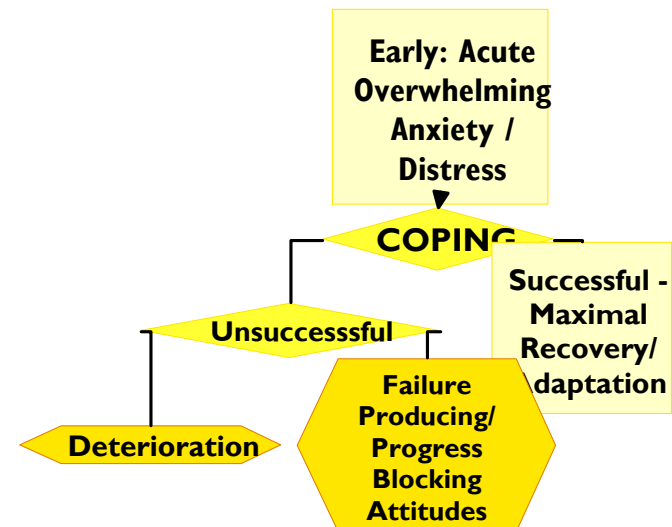 Early: Acute
Overwhelming
Anxiety /
Distress
COPING
Successful -
Maximal
Recovery/
Adaptation
Unsuccesssful
Failure
Producing/
Progress
Blocking
Attitudes
Deterioration